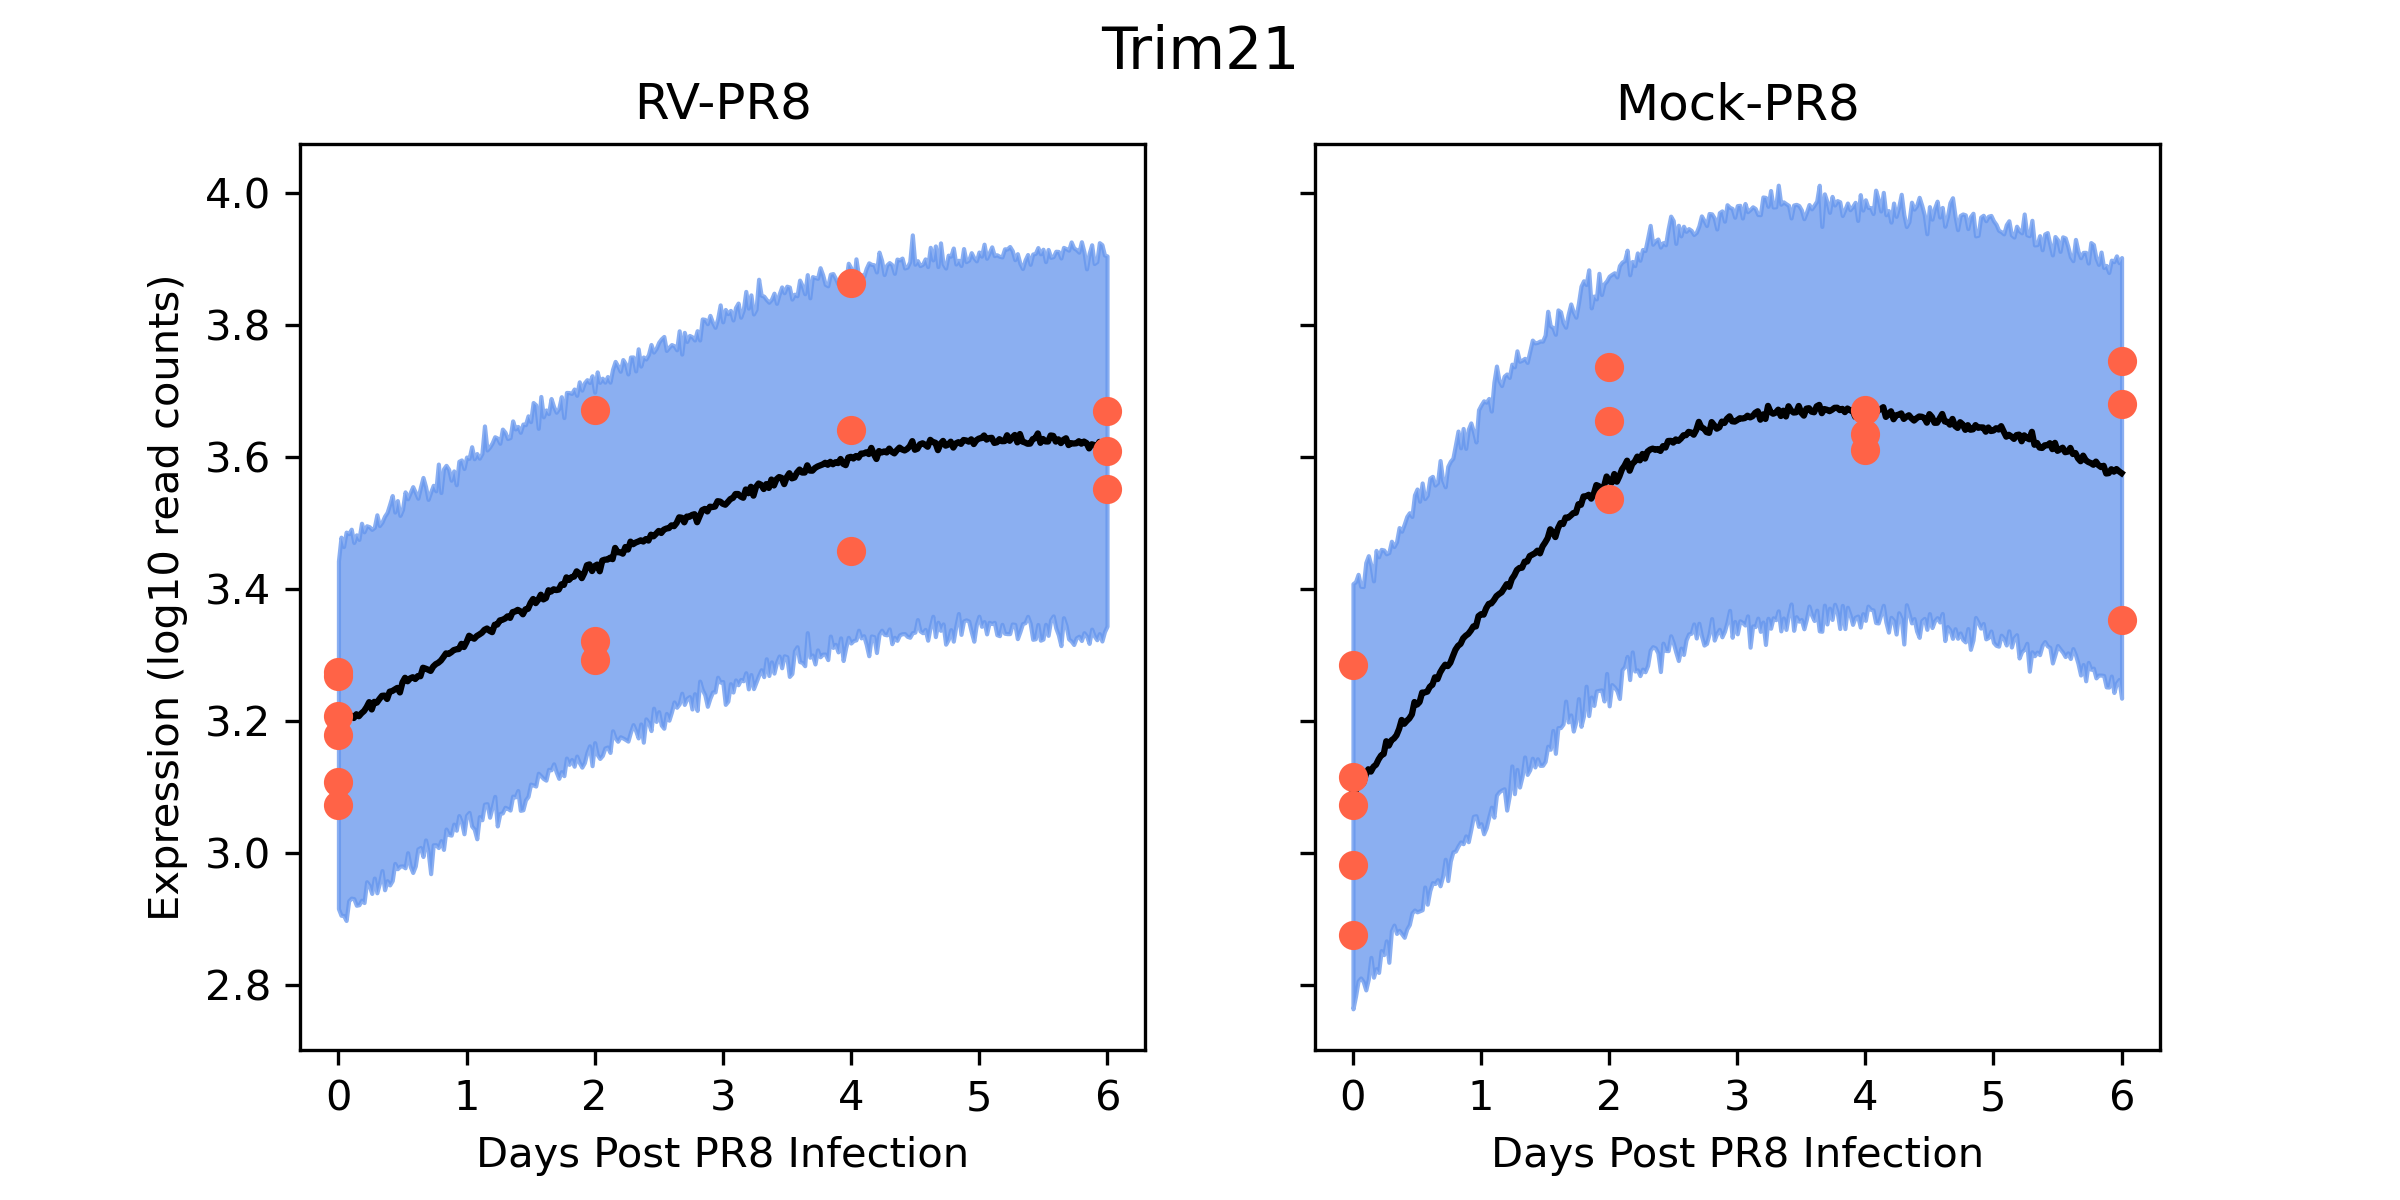 Trim21
RV-PR8
Mock-PR8
Expression (log10 read counts)
4.0
3.8
3.6
3.4
3.2
3.0
2.8
0 1 2 3 4 5 6
0 1 2 3 4 5 6
Days Post PR8 Infection
Days Post PR8 Infection